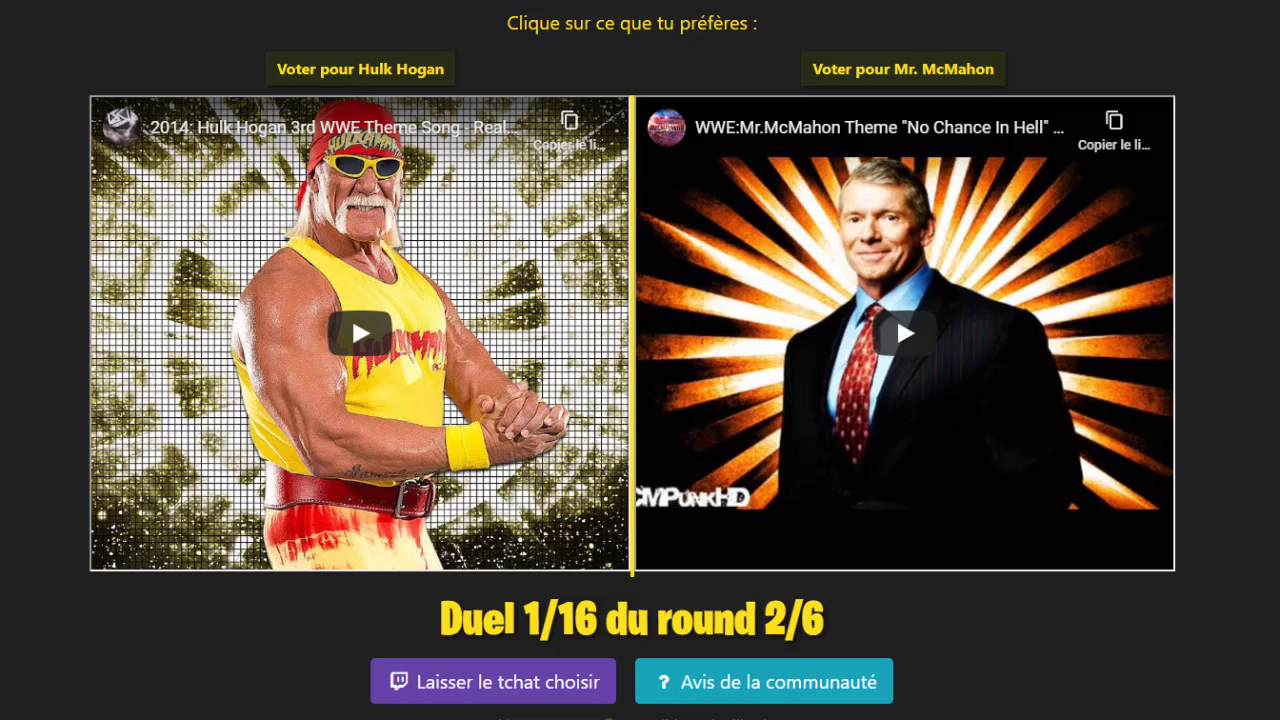 Clique sur ce que tu préfères :
Voter pour Hulk Hogan
Voter pour Mr. McMahon
2014: Hulk Hogan 3rd WWE Theme Song - Real...
Copier le li...
WWE:Mr.McMahon Theme "No Chance In Hell" ...
Copier le li...
HULKAMANIA
HULKAMAN
CMPUNKHD
Duel 1/16 du round 2/6
Laisser le tchat choisir
? Avis de la communauté